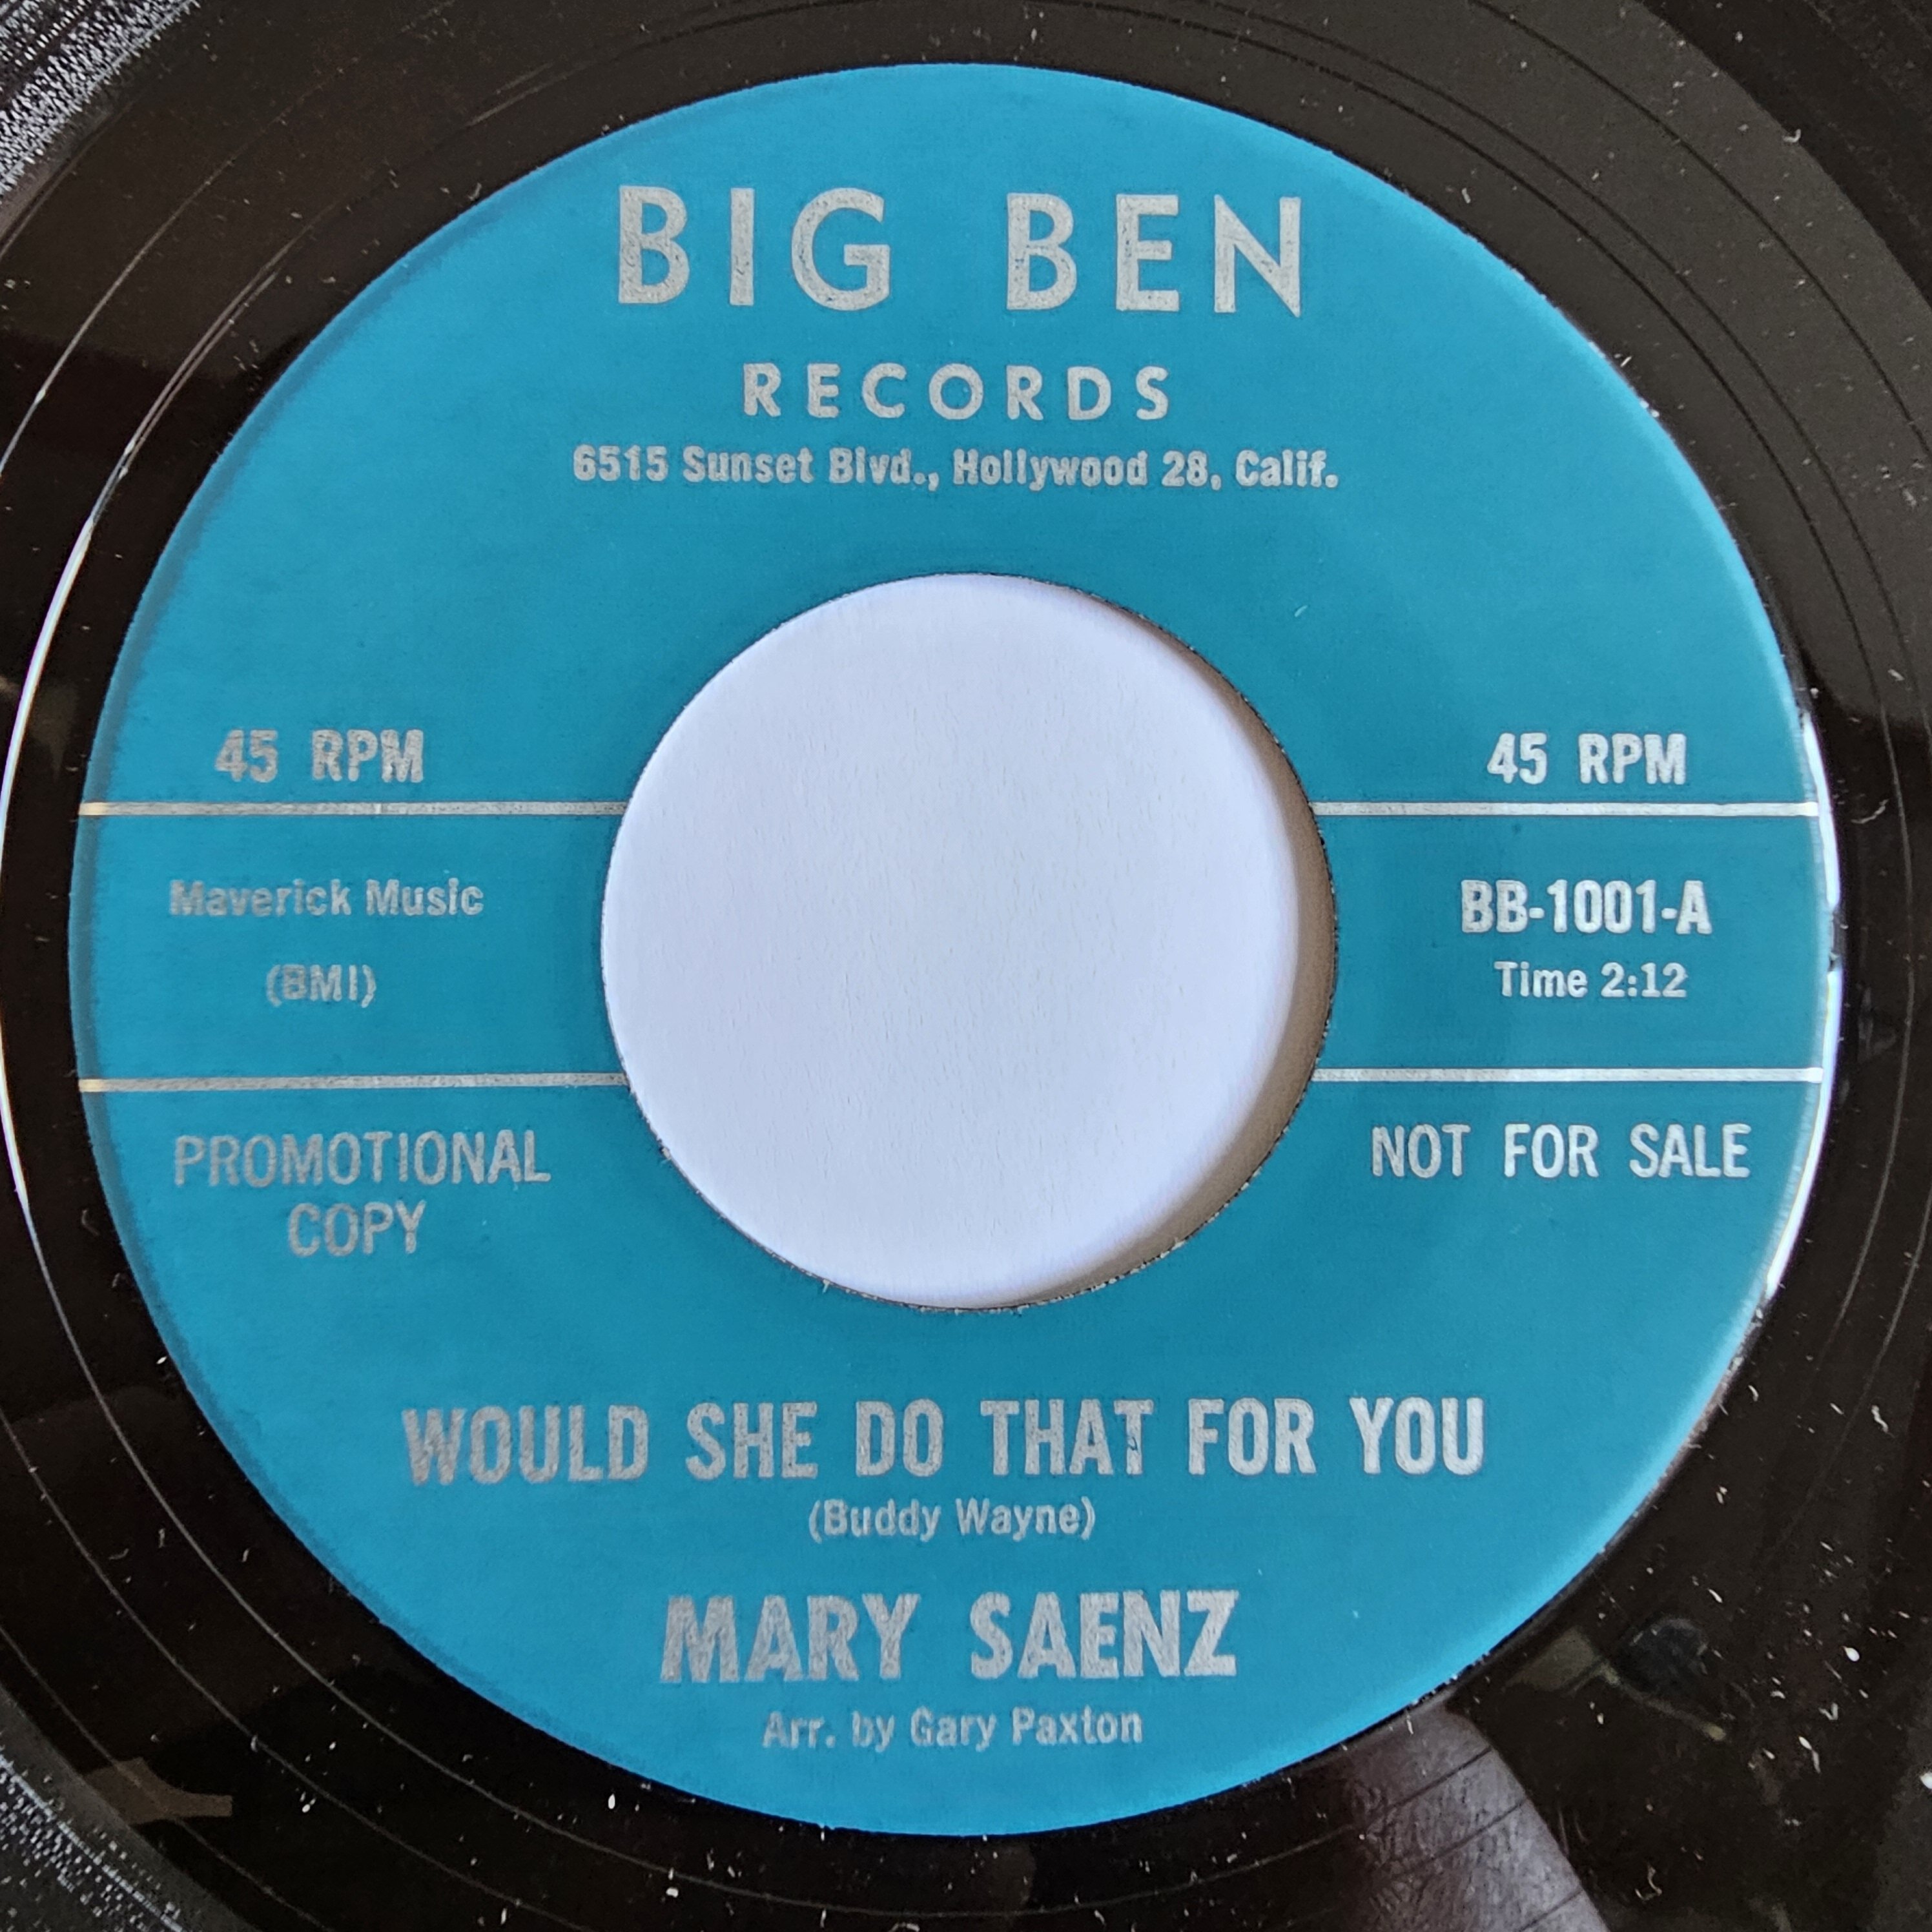 BIG BEN
RECORDS
6515 Sunset Blvd., Hollywood 28, Calif.
45 RPM
45 RPM
Maverick Music
(BMI)
BB-1001-A
Time 2:12
PROMOTIONAL
COPY
NOT FOR SALE
WOULD SHE DO THAT FOR YOU
(Buddy Wayne)
MARY SAENZ
Arr. by Gary Paxton